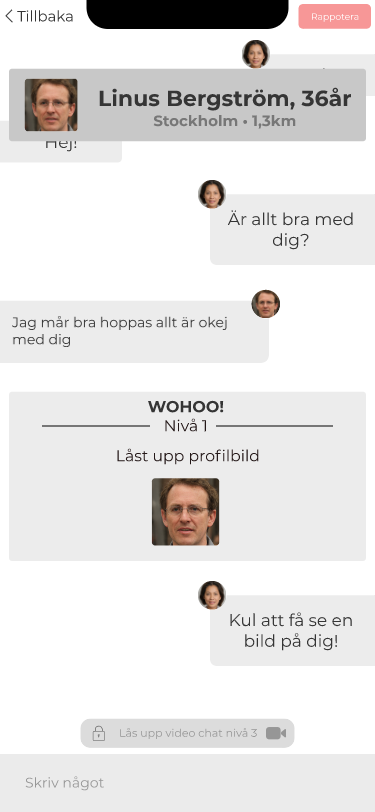 Tillbaka
Rappotera
Linus Bergström, 36år
Stockholm • 1,3km
Hej!
Är allt bra med
dig?
Jag mår bra hoppas allt är okej
med dig
WOHOO!
Nivå 1
Låst upp profilbild
Kul att få se en
bild på dig!
Lås upp video chat nivå 3
Skriv något